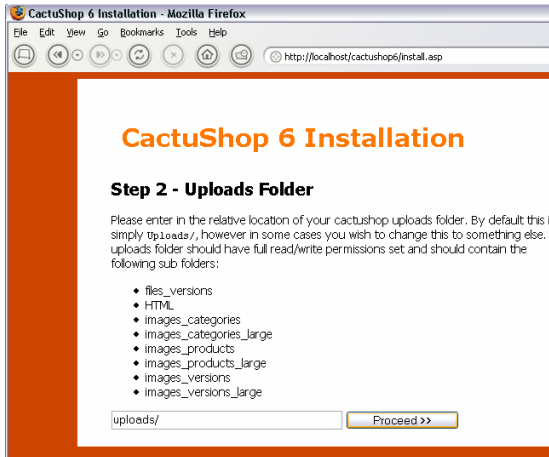 CactuShop 6 Installation - Mozilla Firefox
File Edit View Go Bookmarks Tools Help
http://localhost/cactushop6/install.asp
CactuShop 6 Installation
Step 2 - Uploads Folder
Please enter in the relative location of your cactushop uploads folder. By default this i
simply Uploads/, however in some cases you wish to change this to something else.
uploads folder should have full read/write permissions set and should contain the
following sub folders:
files_versions
HTML
images_categories
images_categories_large
images_products
images_products_large
images_versions
images_versions_large
uploads/ Proceed >>